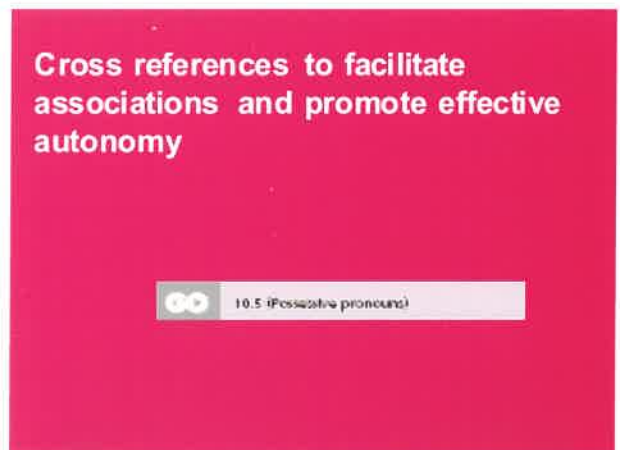 Cross references to facilitate
associations and promote effective
autonomy
10.5 (Possessive pronouns)